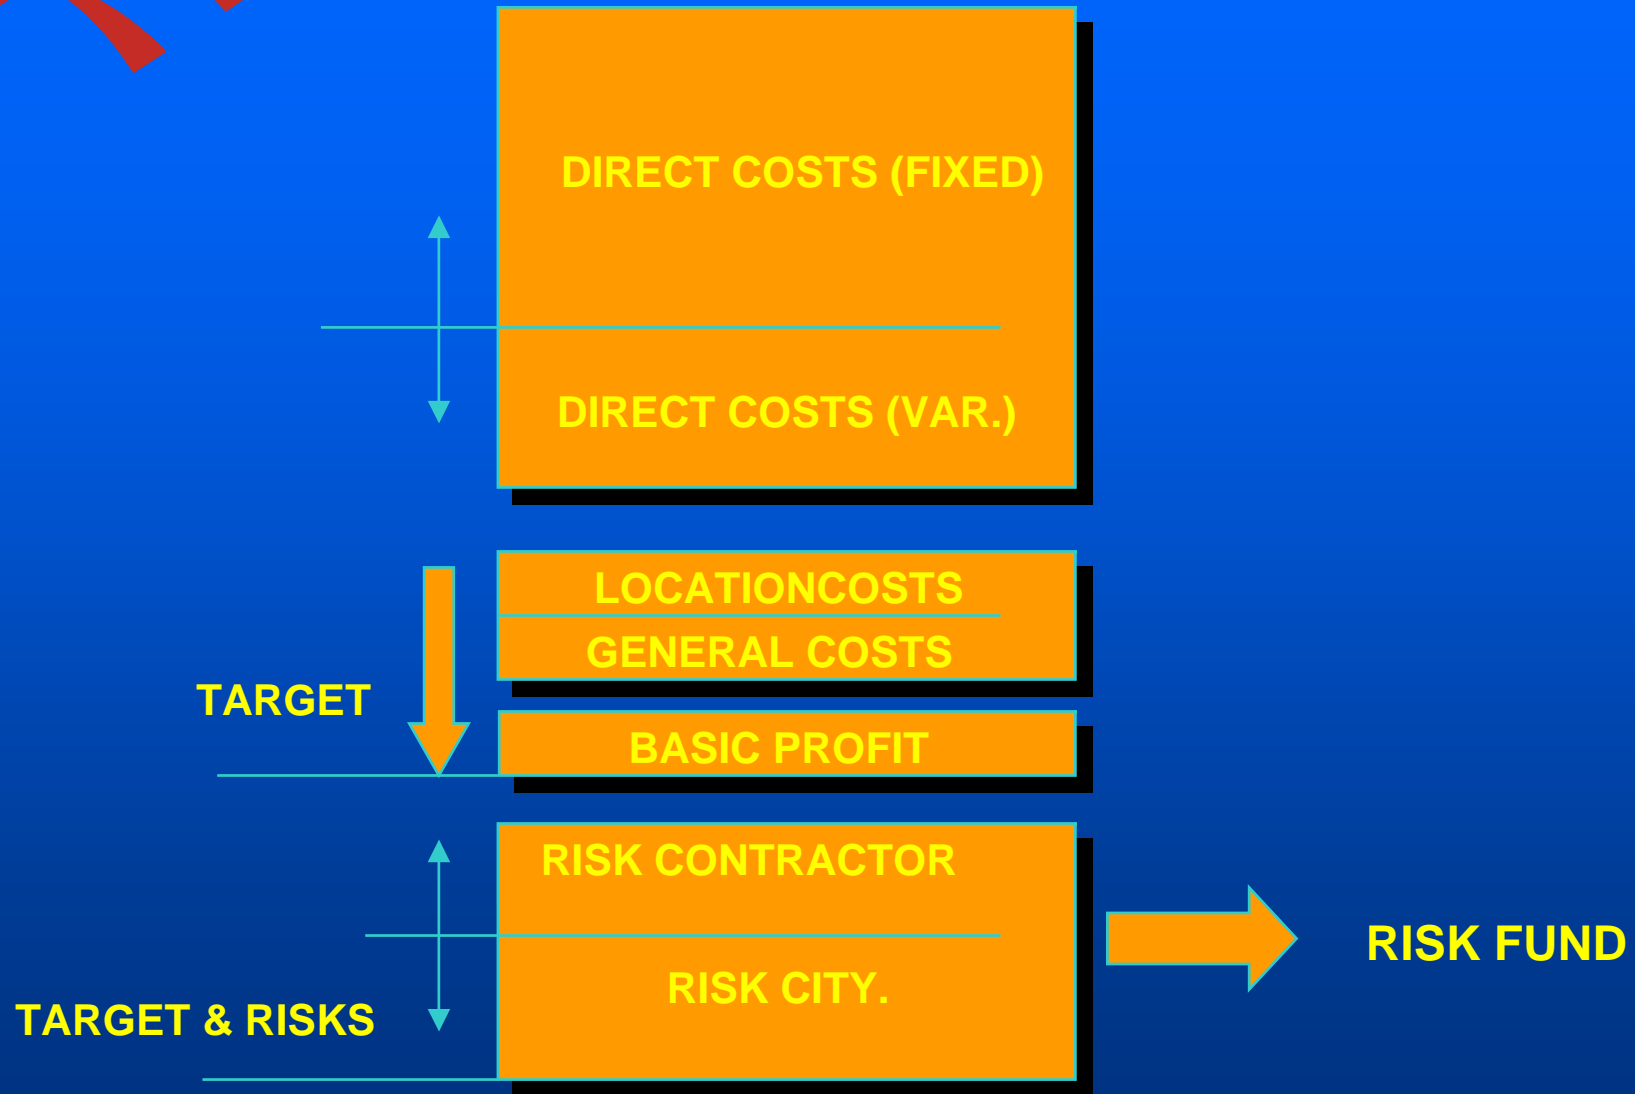 DIRECT COSTS (FIXED)
DIRECT COSTS (VAR.)
LOCATIONCOSTS
GENERAL COSTS
TARGET
BASIC PROFIT
RISK CONTRACTOR
RISK FUND
RISK CITY.
TARGET & RISKS